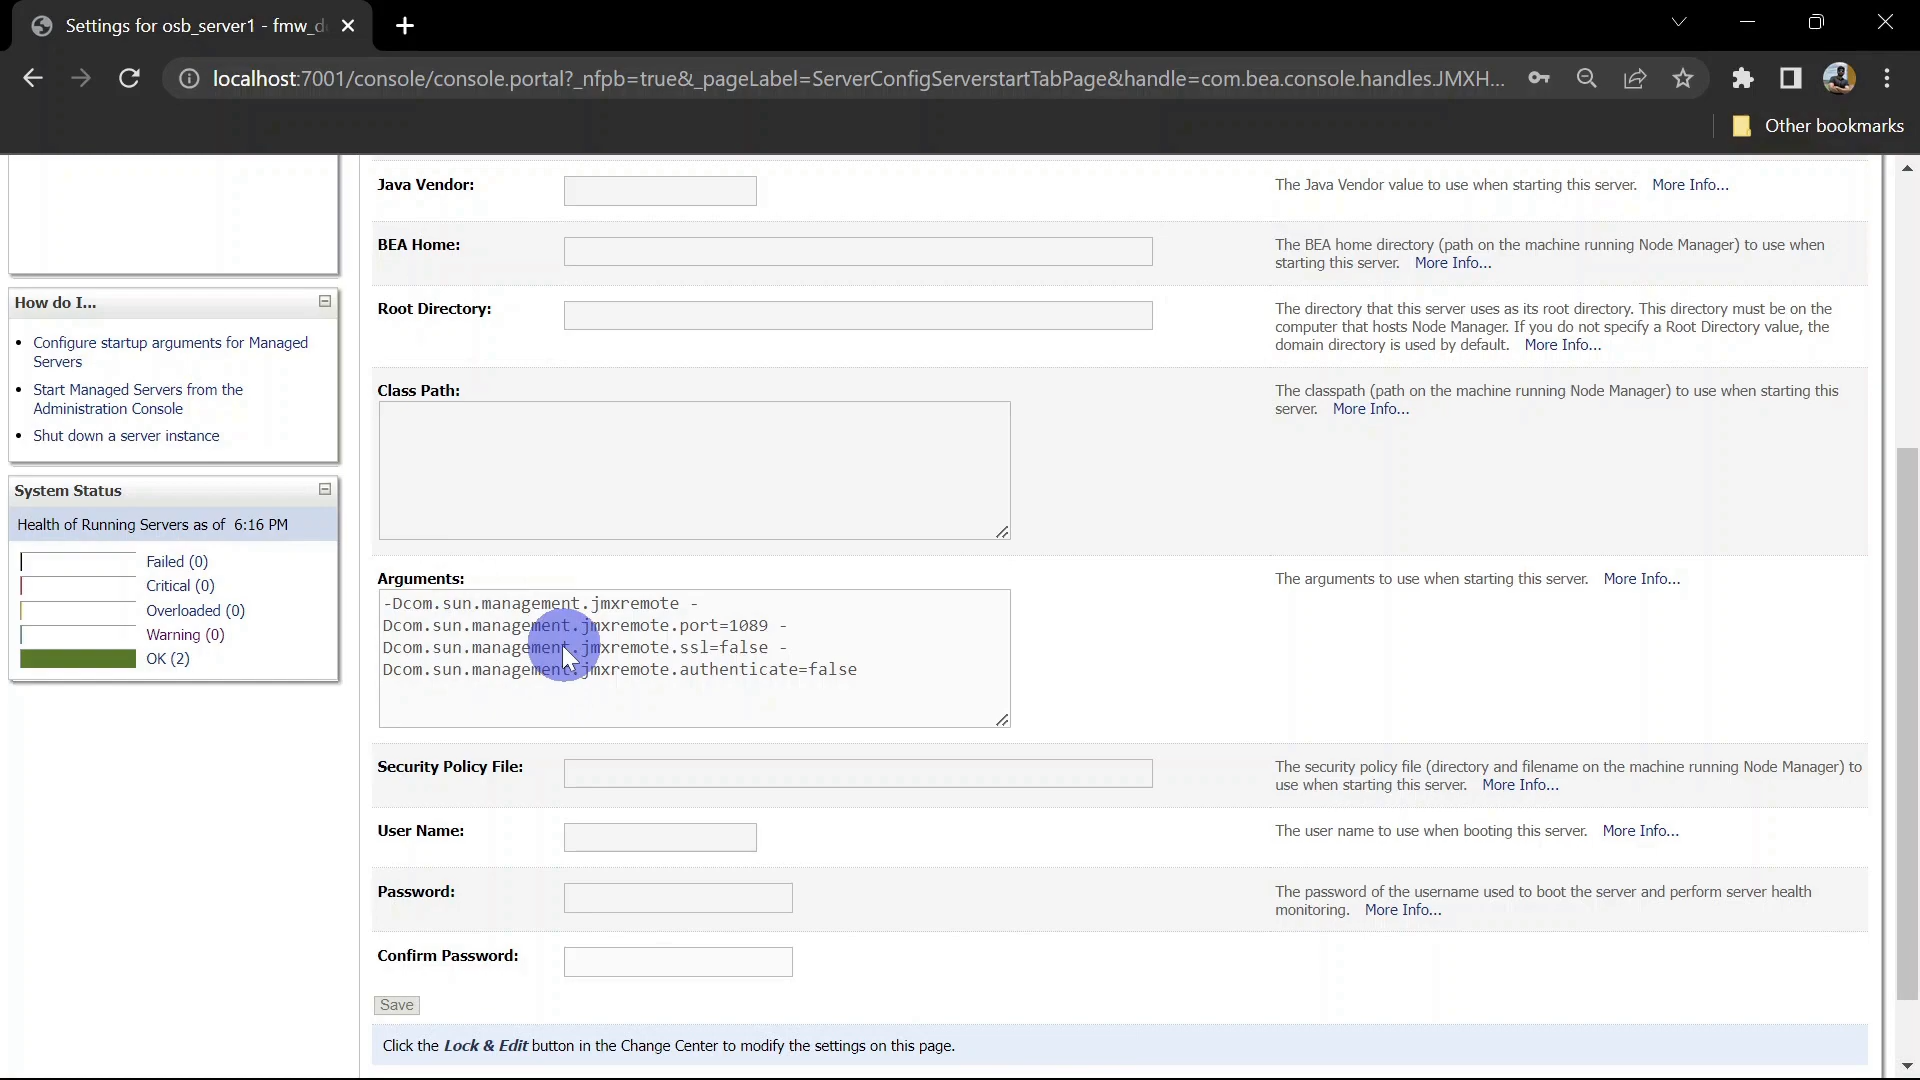 Settings for osb_server1 - fmw_d
localhost:7001/console/console.portal?_nfpb=true&_pageLabel=ServerConfigServerstartTabPage&handle=com.bea.console.handles.JMXH...
Other bookmarks
How do I...
Configure startup arguments for Managed
Servers
Start Managed Servers from the
Administration Console
Shut down a server instance
System Status
Health of Running Servers as of 6:16 PM
Failed (0)
Critical (0)
Overloaded (0)
Warning (0)
OK (2)
Java Vendor:
The Java Vendor value to use when starting this server. More Info...
BEA Home:
The BEA home directory (path on the machine running Node Manager) to use when
starting this server. More Info...
Root Directory:
The directory that this server uses as its root directory. This directory must be on the
computer that hosts Node Manager. If you do not specify a Root Directory value, the
domain directory is used by default. More Info...
Class Path:
The classpath (path on the machine running Node Manager) to use when starting this
server. More Info...
Arguments:
-Dcom.sun.management.jmxremote -
Dcom.sun.management.jmxremote.port=1089 -
Dcom.sun.management.jmxremote.ssl=false -
Dcom.sun.management.jmxremote.authenticate=false
The arguments to use when starting this server. More Info...
Security Policy File:
The security policy file (directory and filename on the machine running Node Manager) to
use when starting this server. More Info...
User Name:
The user name to use when booting this server. More Info...
Password:
The password of the username used to boot the server and perform server health
monitoring. More Info...
Confirm Password:
Save
Click the Lock & Edit button in the Change Center to modify the settings on this page.